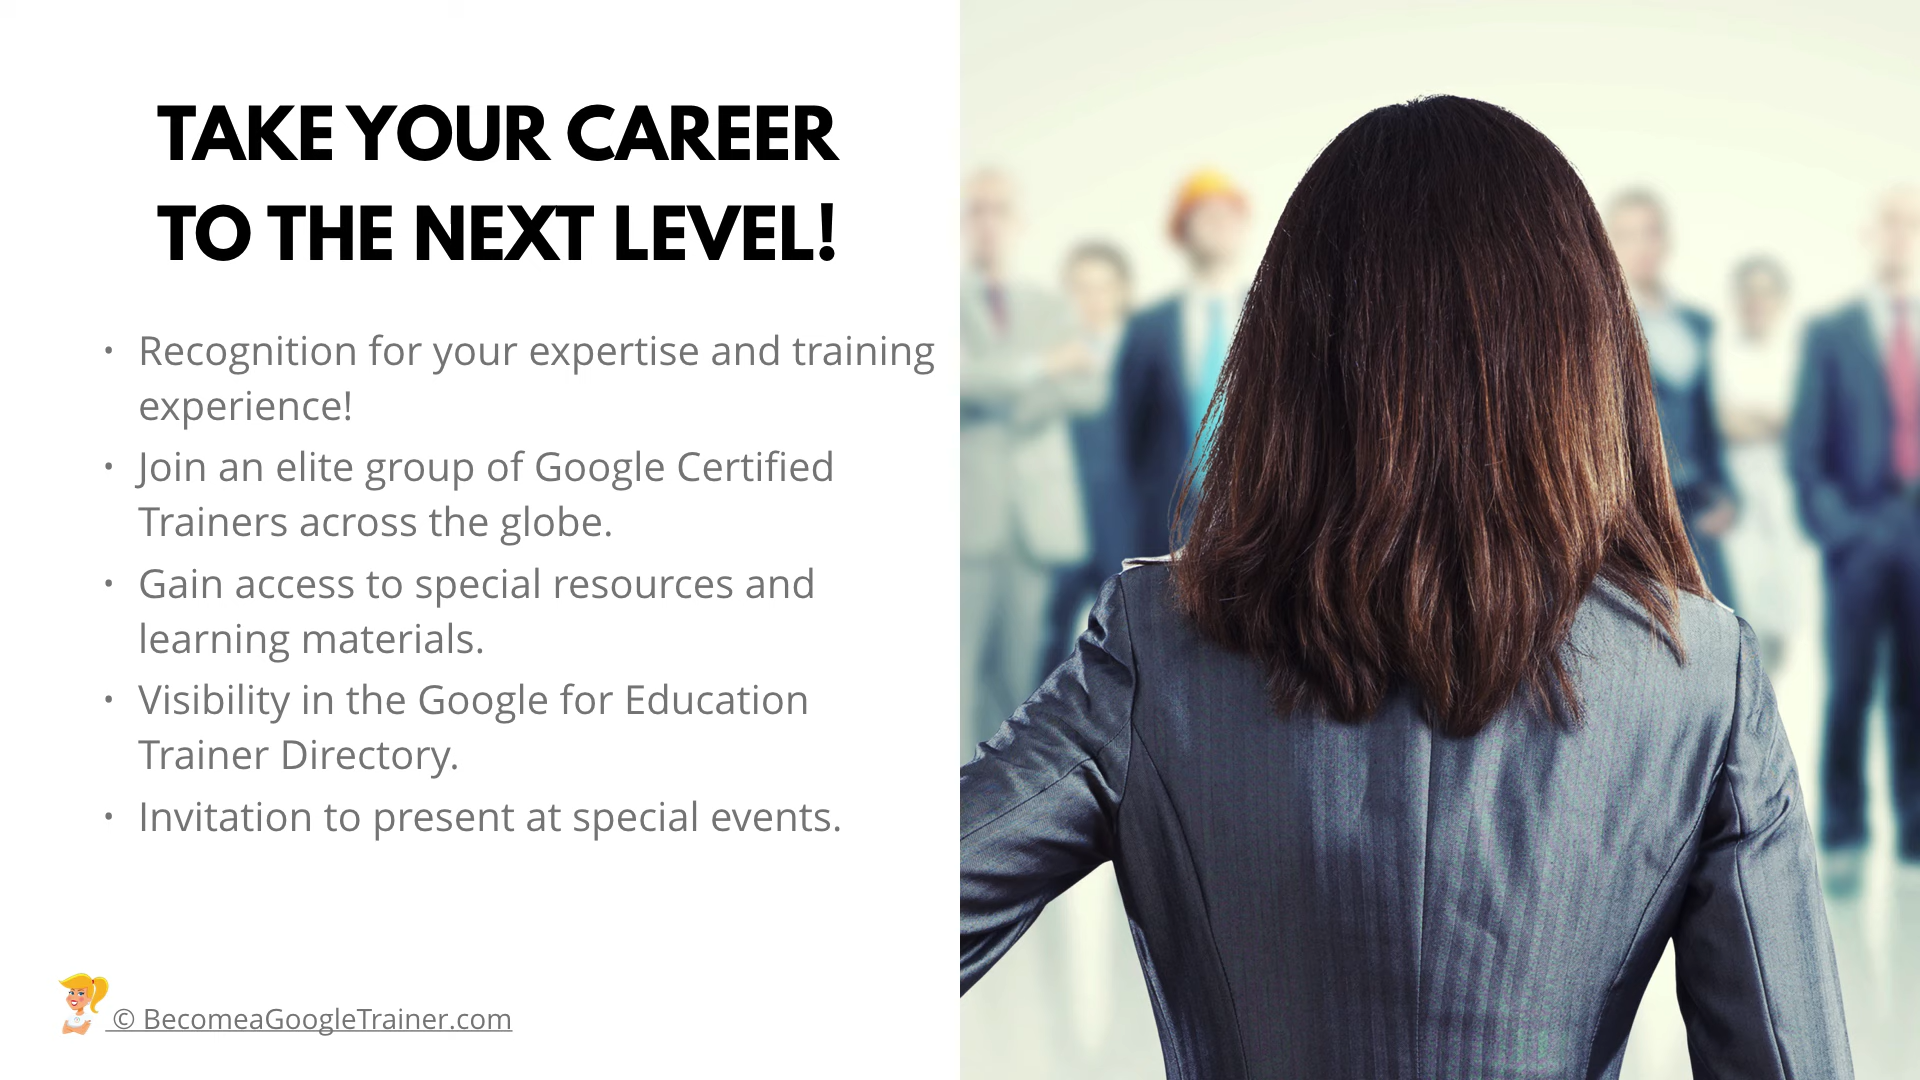 TAKE YOUR CAREER
TO THE NEXT LEVEL!
• Recognition for your expertise and training
experience!
• Join an elite group of Google Certified
Trainers across the globe.
• Gain access to special resources and
learning materials.
• Visibility in the Google for Education
Trainer Directory.
• Invitation to present at special events.
© BecomeaGoogleTrainer.com